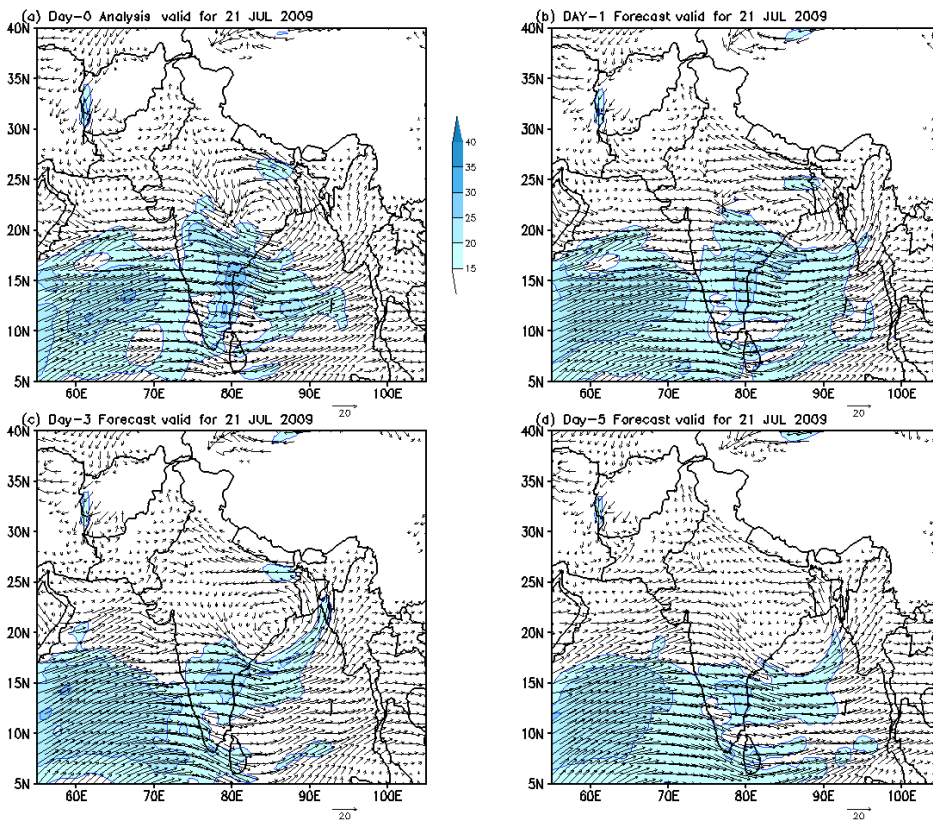 (a) Day-0 Analysis valid for 21 JUL 2009
40N
35N
30N
25N
20N
15N
10N
5N
60E 70E 80E 90E 100E
20
40
35
30
25
20
15
(b) DAY-1 Forecast valid for 21 JUL 2009
40N
35N
30N
25N
20N
15N
10N
5N
60E 70E 80E 90E 100E
20
(c) Day-3 Forecast valid for 21 JUL 2009
40N
35N
30N
25N
20N
15N
10N
5N
60E 70E 80E 90E 100E
20
(d) Day-5 Forecast valid for 21 JUL 2009
40N
35N
30N
25N
20N
15N
10N
5N
60E 70E 80E 90E 100E
20